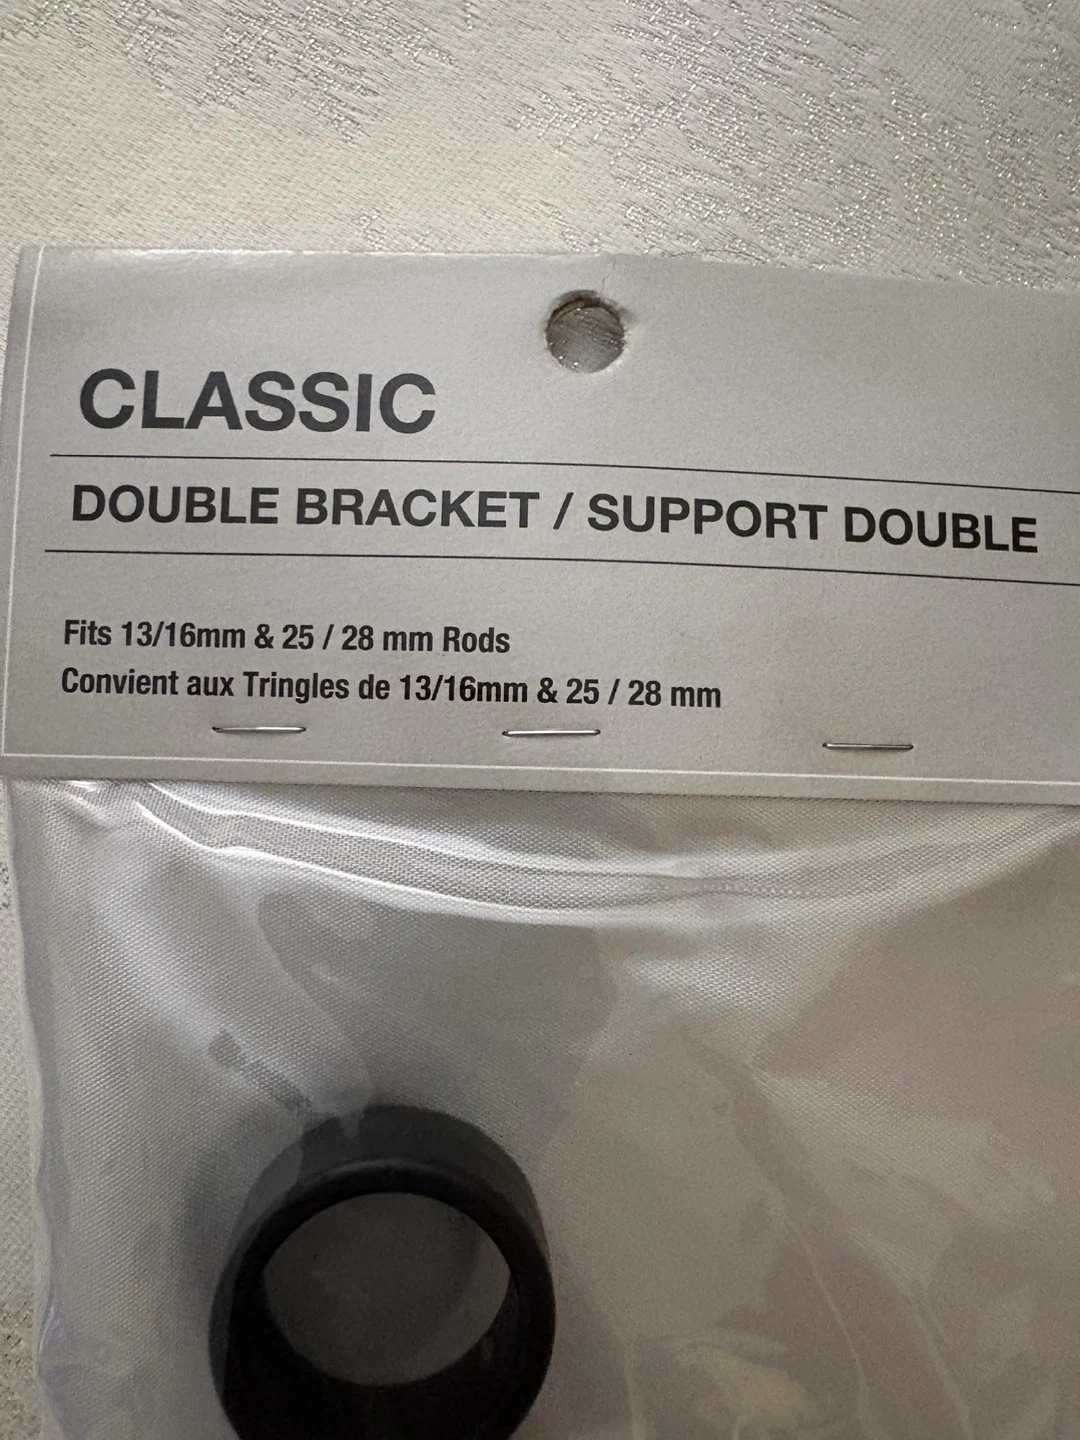 CLASSIC
DOUBLE BRACKET / SUPPORT DOUBLE
Fits 13/16mm & 25 / 28 mm Rods
Convient aux Tringles de 13/16mm & 25 / 28 mm